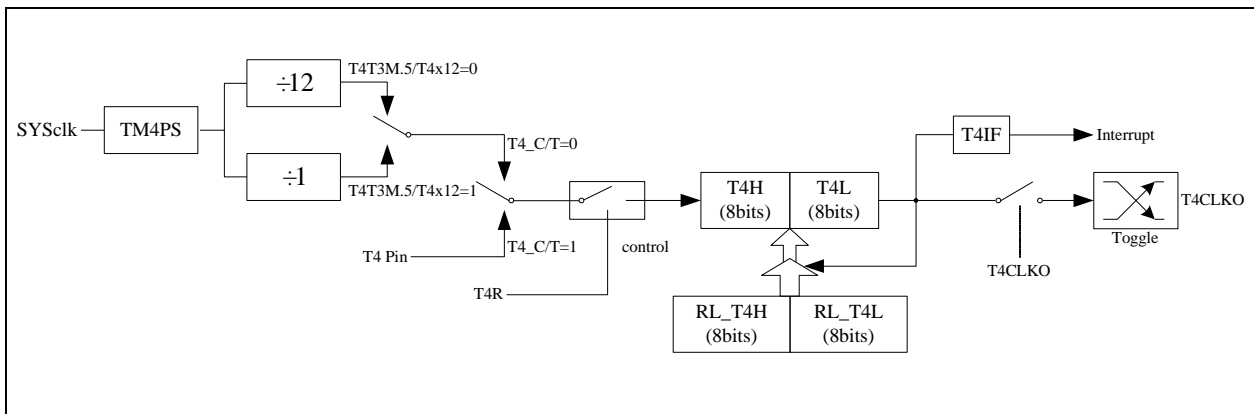 ÷12
T4T3M.5/T4x12=0
SYSclk
TM4PS
T4_C/T=0
T4IF
Interrupt
÷1
T4T3M.5/T4x12=1
T4H
(8bits)
T4L
(8bits)
T4CLKO
Toggle
T4 Pin
T4_C/T=1
control
T4R
T4CLKO
RL_T4H
(8bits)
RL_T4L
(8bits)